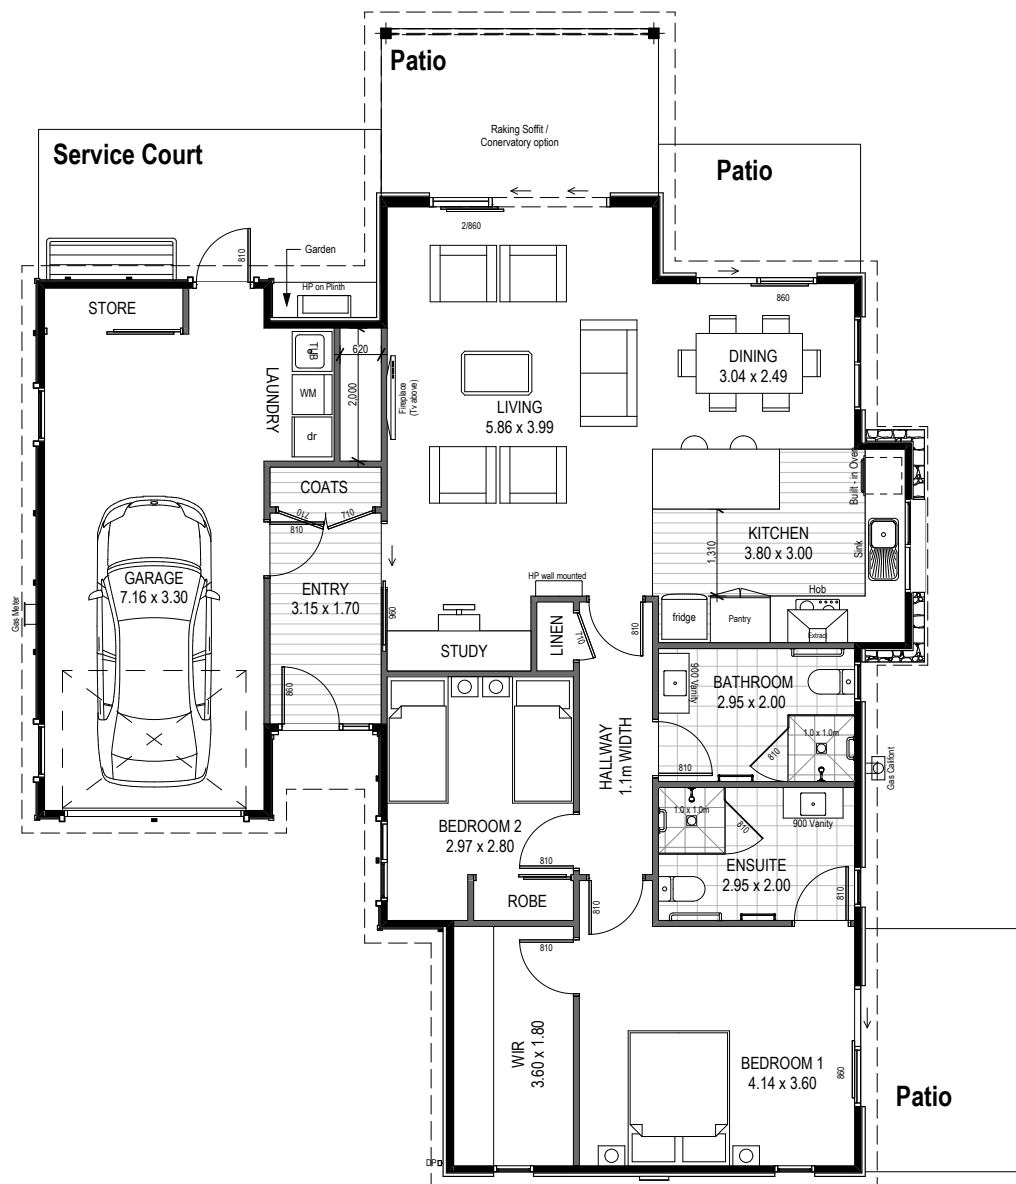 Patio
Raking Soffit /
Conervatory option
Service Court
Patio
810
Garden
2/860
HP on Plinth
860
STORE
TUB
620
DINING
3.04 x 2.49
WM
2,000
Fireplace
(Tv above)
LAUNDRY
LIVING
5.86 x 3.99
dr
Built - in Oven
COATS
710
710
810
1,310
KITCHEN
3.80 x 3.00
Sink
GARAGE
7.16 x 3.30
ENTRY
3.15 x 1.70
HP wall mounted
Hob
Gas Meter
960
fridge
Pantry
Extract
810
LINEN
710
STUDY
860
900 Vanity
BATHROOM
2.95 x 2.00
1.0 x 1.0m
HALLWAY
1.1m WIDTH
810
810
Gas Califont
1.0 x 1.0m
810
900 Vanity
BEDROOM 2
2.97 x 2.80
810
ENSUITE
2.95 x 2.00
ROBE
810
810
810
WIR
3.60 x 1.80
BEDROOM 1
4.14 x 3.60
860
Patio
DP